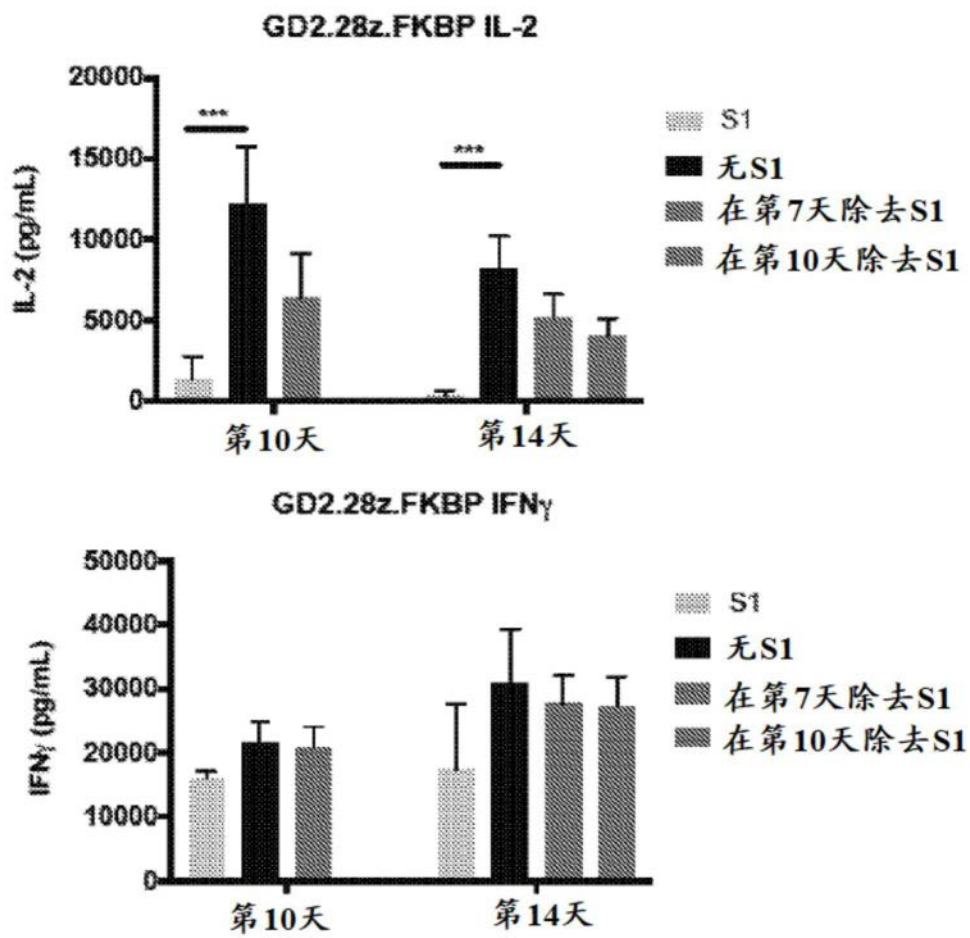 GD2.28z.FKBP IL-2
20000
15000
10000
5000
0
IL-2 (pg/mL)
***
***
S1
无S1
在第7天除去S1
在第10天除去S1
第10天
第14天
GD2.28z.FKBP IFNγ
50000
40000
30000
20000
10000
0
IFNγ (pg/mL)
S1
无S1
在第7天除去S1
在第10天除去S1
第10天
第14天